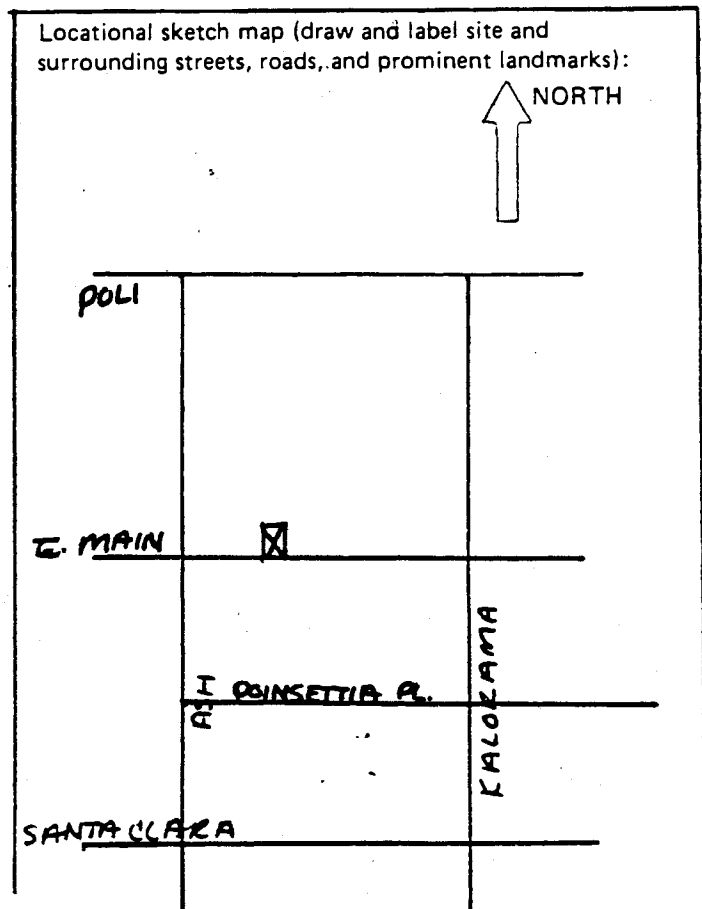 Locational sketch map (draw and label site and
surrounding streets, roads, and prominent landmarks):
NORTH
POLI
E. MAIN
KALORAMA
ASH
POINSETTIA PL.
SANTA CLARA